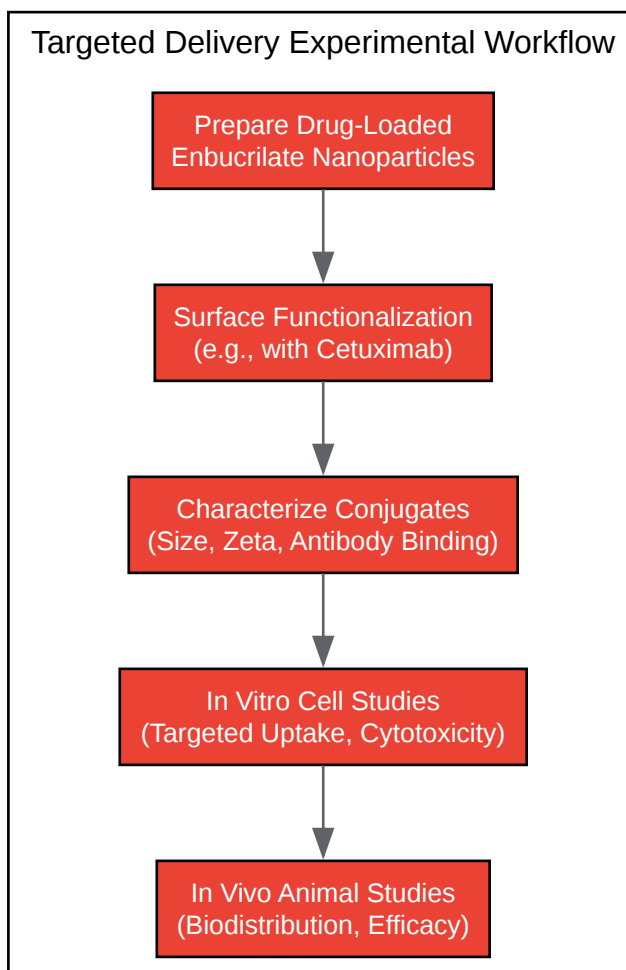 Targeted Delivery Experimental Workflow
Prepare Drug-Loaded
Enbucrilate Nanoparticles
Surface Functionalization
(e.g., with Cetuximab)
Characterize Conjugates
(Size, Zeta, Antibody Binding)
In Vitro Cell Studies
(Targeted Uptake, Cytotoxicity)
In Vivo Animal Studies
(Biodistribution, Efficacy)